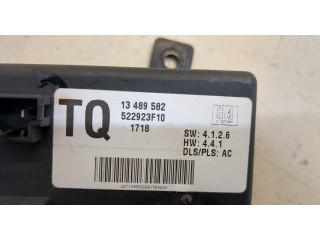 TQ
13 489 582
522923F10
1718
SW: 4.1.2.6
HW: 4.4.1
DLS/PLS: AC